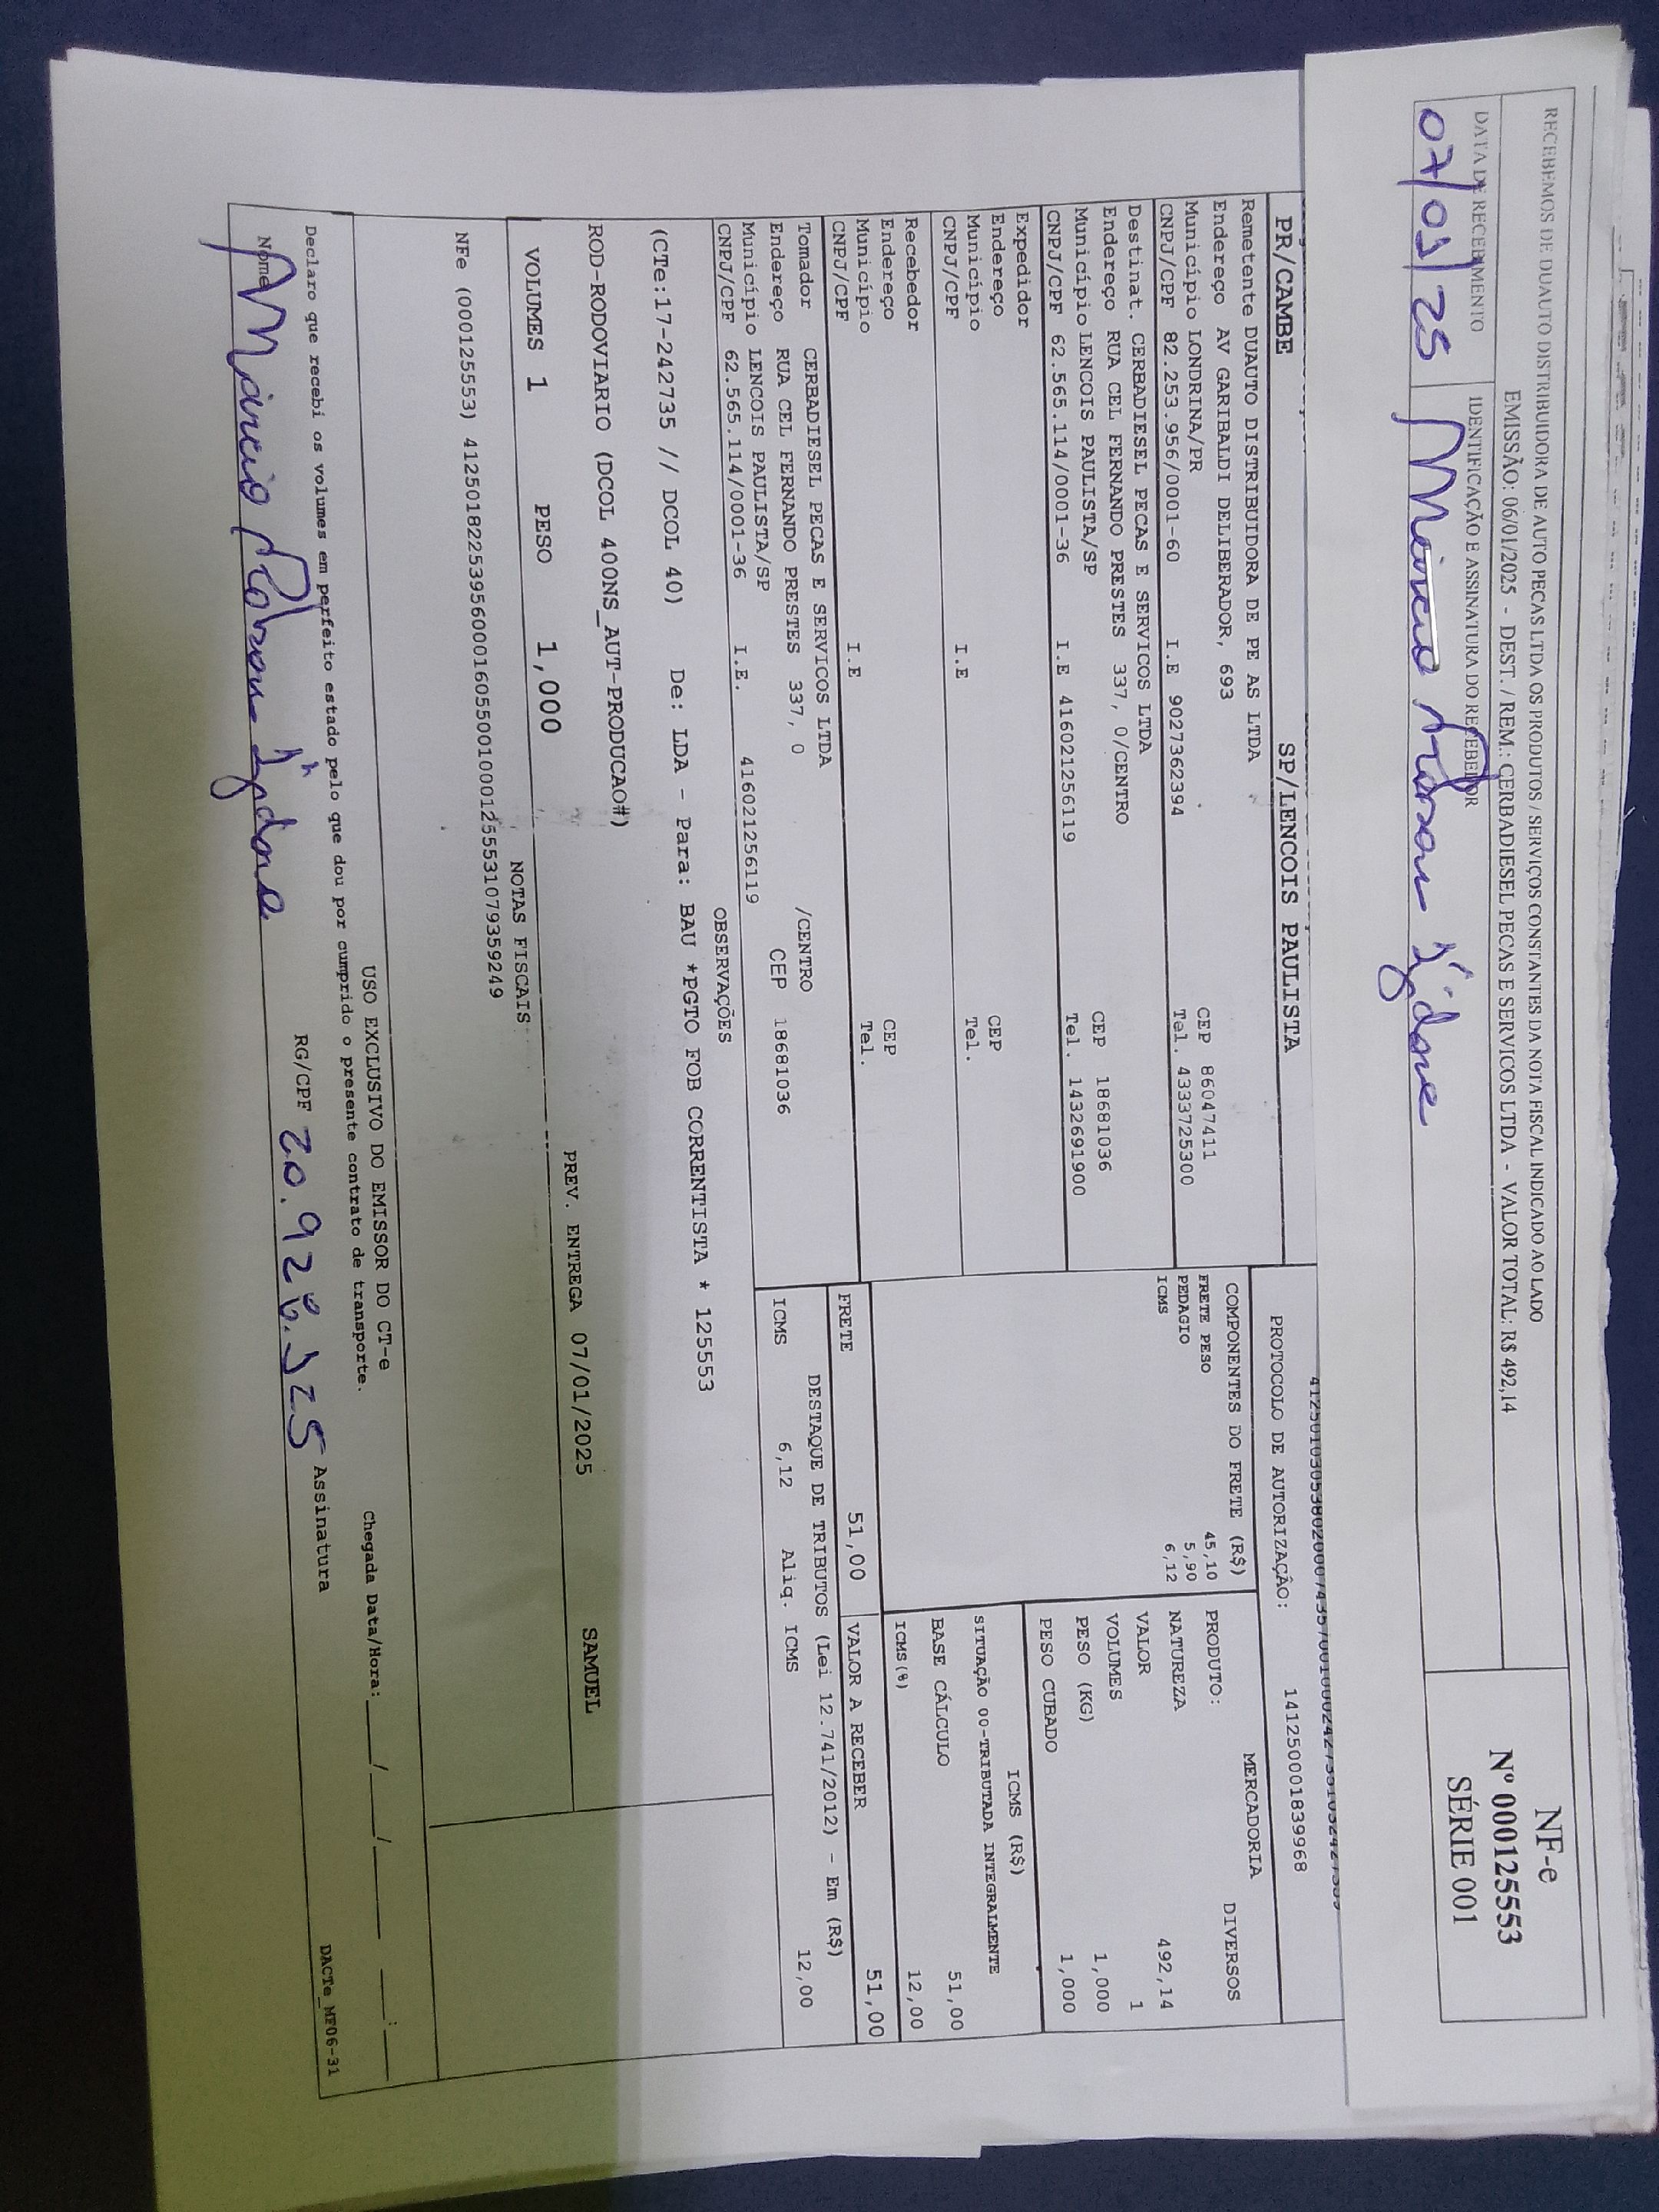 RECEBEMOS DE DUAUTO DISTRIBUIDORA DE AUTO PECAS LTDA OS PRODUTOS / SERVIÇOS CONSTANTES DA NOTA FISCAL INDICADO AO LADO
EMISSÃO: 06/01/2025 - DEST. / REM.: CERBADIESEL PECAS E SERVICOS LTDA - VALOR TOTAL: R$ 492,14
DATA DE RECEBIMENTO
IDENTIFICAÇÃO E ASSINATURA DO RECEBEDOR
07/01/25
NF-e
Nº 000125553
SÉRIE 001
PR/CAMBE
SP/LENCOIS PAULISTA
PROTOCOLO DE AUTORIZAÇÃO: 141250001839968
Remetente DUAUTO DISTRIBUIDORA DE PE AS LTDA
Endereço AV GARIBALDI DELIBERADOR, 693
CEP 86047411
Município LONDRINA/PR
Tel. 4333725300
CNPJ/CPF 82.253.956/0001-60 I.E 9027362394
Destinat. CERBADIESEL PECAS E SERVICOS LTDA
Endereço RUA CEL FERNANDO PRESTES 337, 0/CENTRO
CEP 18681036
Município LENCOIS PAULISTA/SP
Tel. 1432691900
CNPJ/CPF 62.565.114/0001-36 I.E 416021256119
Expedidor
Endereço
CEP
Município
Tel.
CNPJ/CPF I.E
Recebedor
Endereço
CEP
Município
Tel.
CNPJ/CPF I.E
Tomador CERBADIESEL PECAS E SERVICOS LTDA
Endereço RUA CEL FERNANDO PRESTES 337, 0 /CENTRO
Município LENCOIS PAULISTA/SP CEP 18681036
CNPJ/CPF 62.565.114/0001-36 I.E. 416021256119
COMPONENTES DO FRETE (R$)
FRETE PESO 45,10
PEDAGIO 5,90
ICMS 6,12
MERCADORIA
PRODUTO: DIVERSOS
NATUREZA
VALOR 492,14
VOLUMES 1
PESO (KG) 1,000
PESO CUBADO 1,000
ICMS (R$)
SITUAÇÃO 00-TRIBUTADA INTEGRALMENTE
BASE CÁLCULO 51,00
ICMS(%) 12,00
FRETE 51,00
VALOR A RECEBER 51,00
DESTAQUE DE TRIBUTOS (Lei 12.741/2012) - Em (R$)
ICMS 6,12 Aliq. ICMS 12,00
OBSERVAÇÕES
(CTe:17-242735 // DCOL 40) De: LDA - Para: BAU *PGTO FOB CORRENTISTA * 125553
ROD-RODOVIARIO (DCOL 400NS_AUT-PRODUCAO#)
VOLUMES 1 PESO 1,000
PREV. ENTREGA 07/01/2025 SAMUEL
NOTAS FISCAIS
NFe (000125553) 41250182253956000160550010001255531079359249
USO EXCLUSIVO DO EMISSOR DO CT-e
Declaro que recebi os volumes em perfeito estado pelo que dou por cumprido o presente contrato de transporte.
Chegada Data/Hora:___/___/_____ ___:___
Nome Márcio
RG/CPF
Assinatura
DACTe_MF06-31